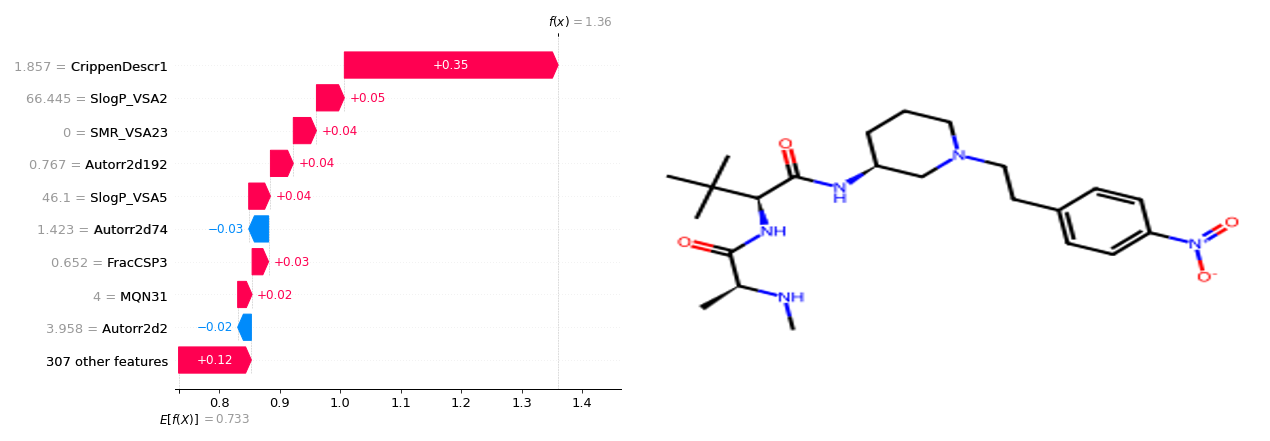 f(x) = 1.36
1.857 = CrippenDescr1 +0.35
66.445 = SlogP_VSA2 +0.05
0 = SMR_VSA23 +0.04
0.767 = Autorr2d192 +0.04
46.1 = SlogP_VSA5 +0.04
1.423 = Autorr2d74 −0.03
0.652 = FracCSP3 +0.03
4 = MQN31 +0.02
3.958 = Autorr2d2 −0.02
307 other features +0.12
0.8 0.9 1.0 1.1 1.2 1.3 1.4
E[f(X)] = 0.733
O
N
NH
NH
O
O
N+
O-
NH